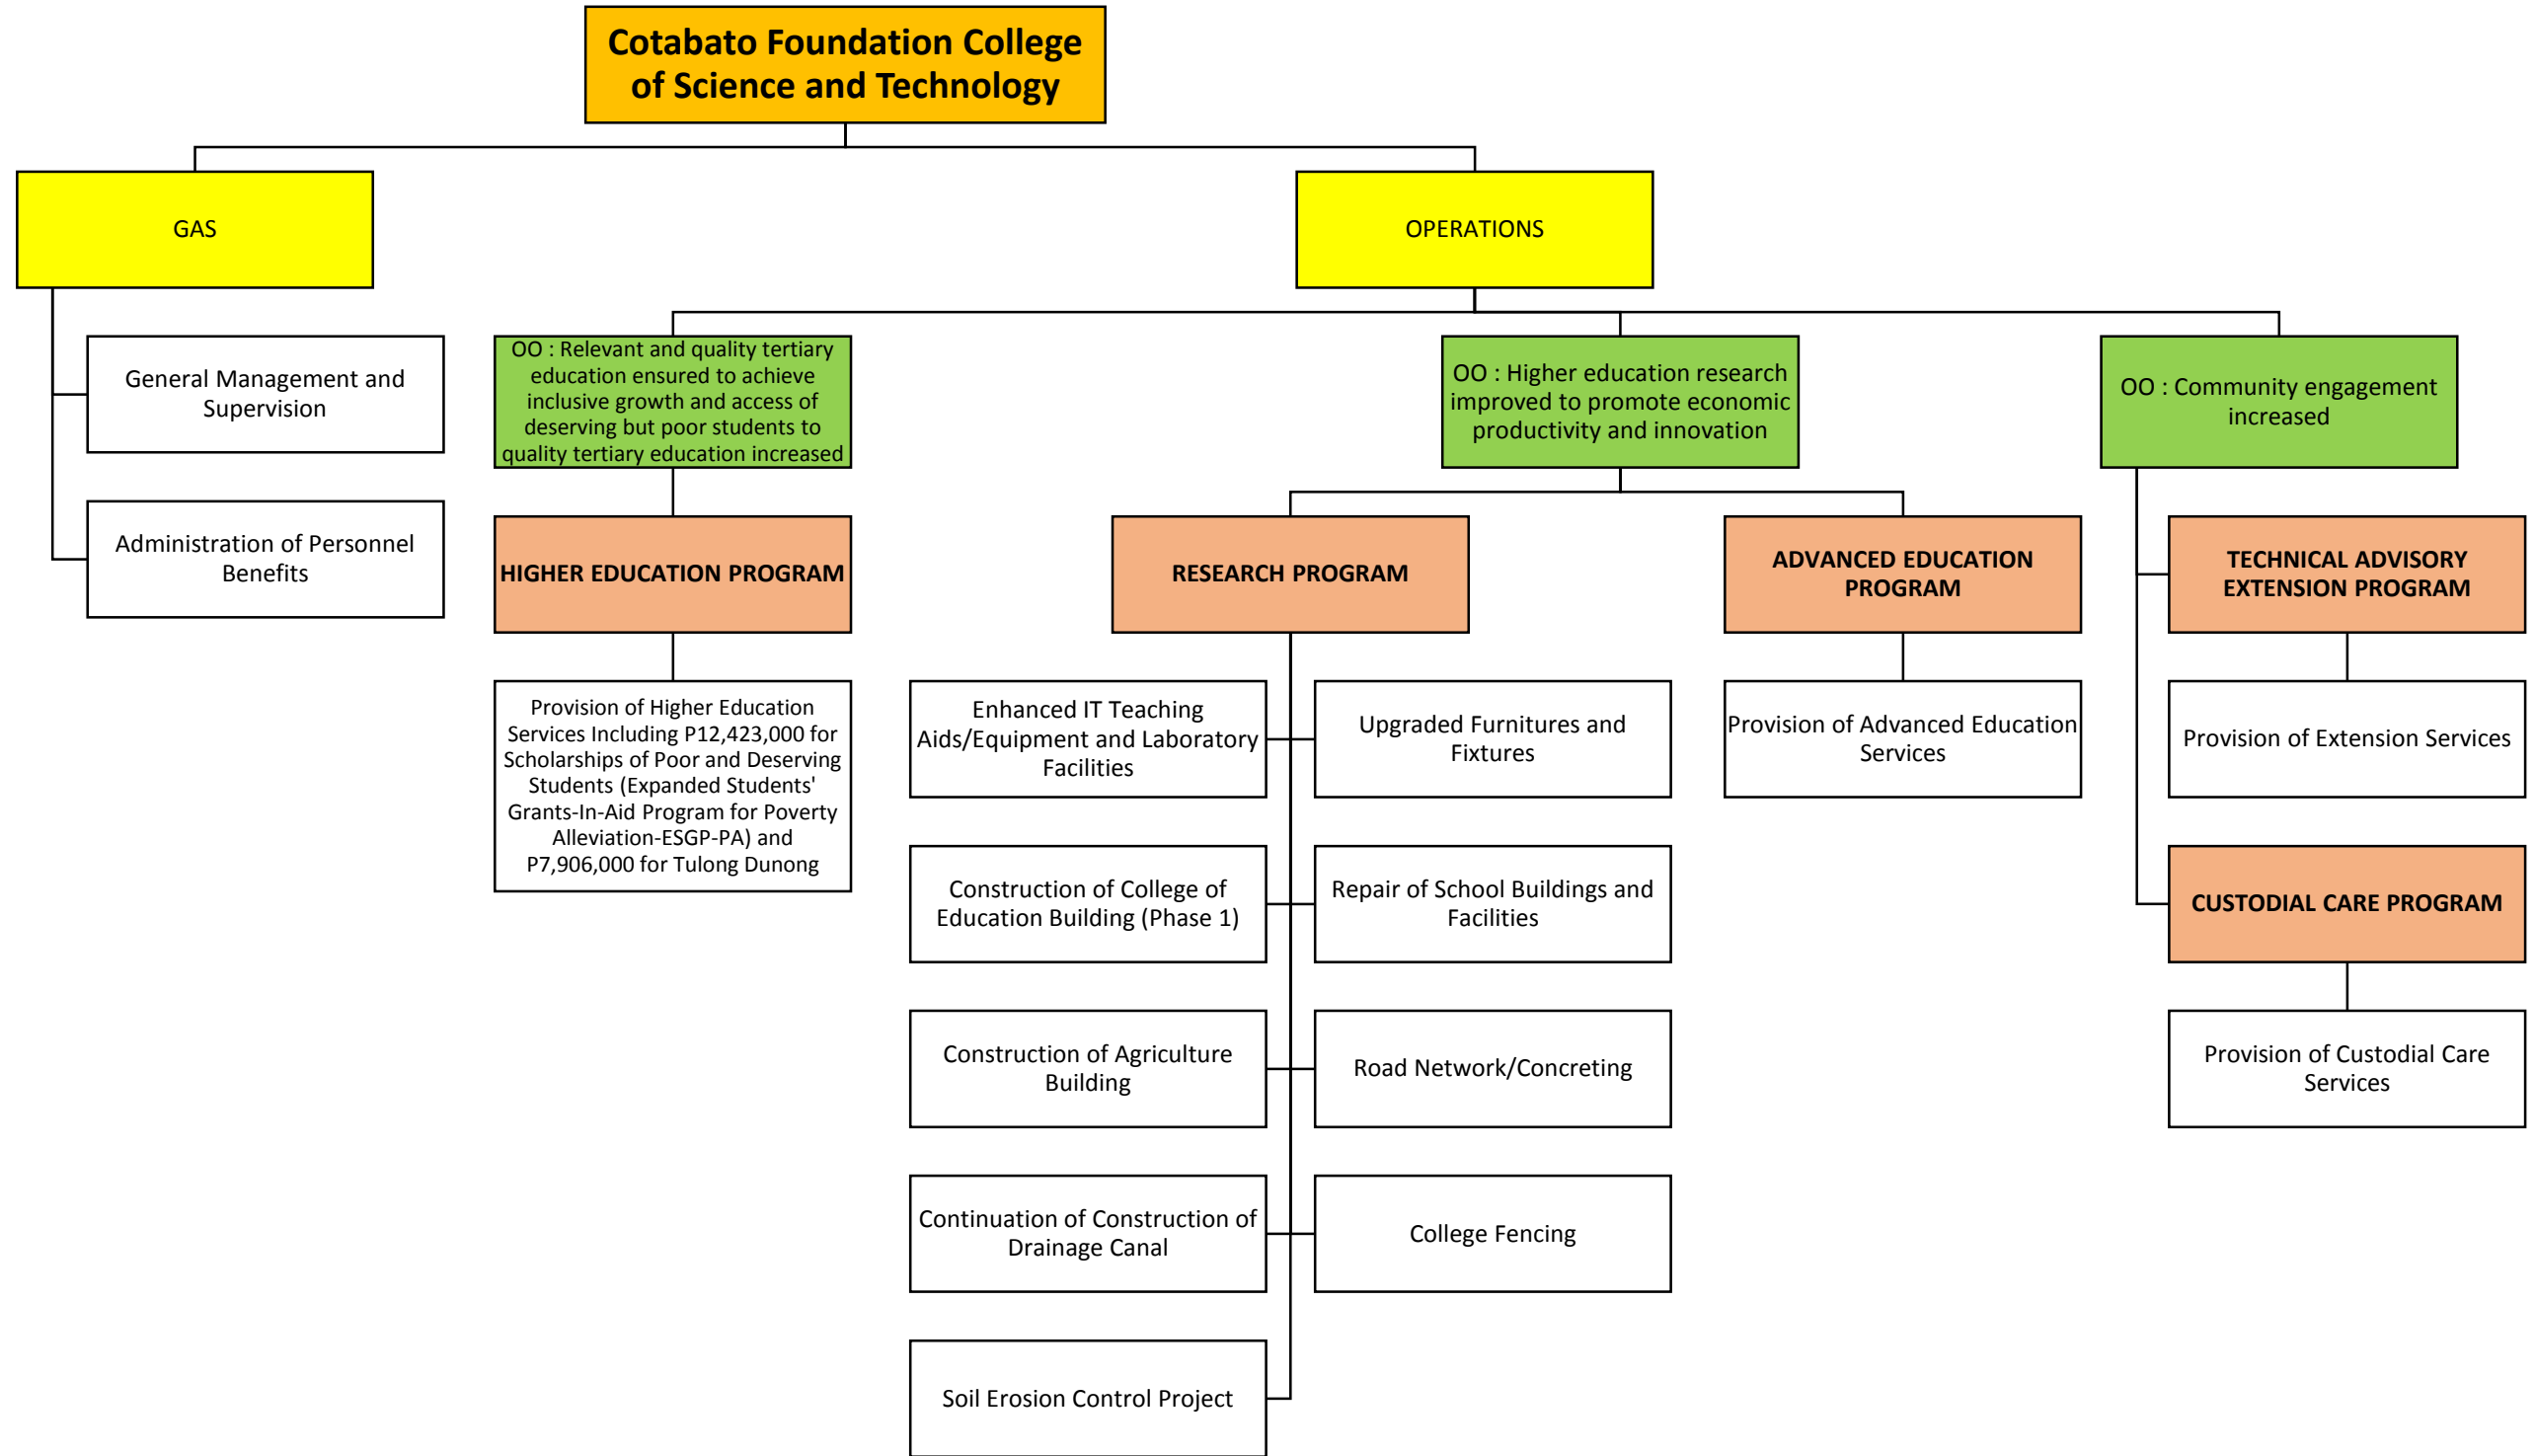 Cotabato Foundation College
of Science and Technology
GAS
OPERATIONS
General Management and
Supervision
Administration of Personnel
Benefits
OO : Relevant and quality tertiary
education ensured to achieve
inclusive growth and access of
deserving but poor students to
quality tertiary education increased
HIGHER EDUCATION PROGRAM
Provision of Higher Education
Services Including P12,423,000 for
Scholarships of Poor and Deserving
Students (Expanded Students'
Grants-In-Aid Program for Poverty
Alleviation-ESGP-PA) and
P7,906,000 for Tulong Dunong
OO : Higher education research
improved to promote economic
productivity and innovation
RESEARCH PROGRAM
Enhanced IT Teaching
Aids/Equipment and Laboratory
Facilities
Upgraded Furnitures and
Fixtures
Construction of College of
Education Building (Phase 1)
Repair of School Buildings and
Facilities
Construction of Agriculture
Building
Road Network/Concreting
Continuation of Construction of
Drainage Canal
College Fencing
Soil Erosion Control Project
ADVANCED EDUCATION
PROGRAM
Provision of Advanced Education
Services
OO : Community engagement
increased
TECHNICAL ADVISORY
EXTENSION PROGRAM
Provision of Extension Services
CUSTODIAL CARE PROGRAM
Provision of Custodial Care
Services